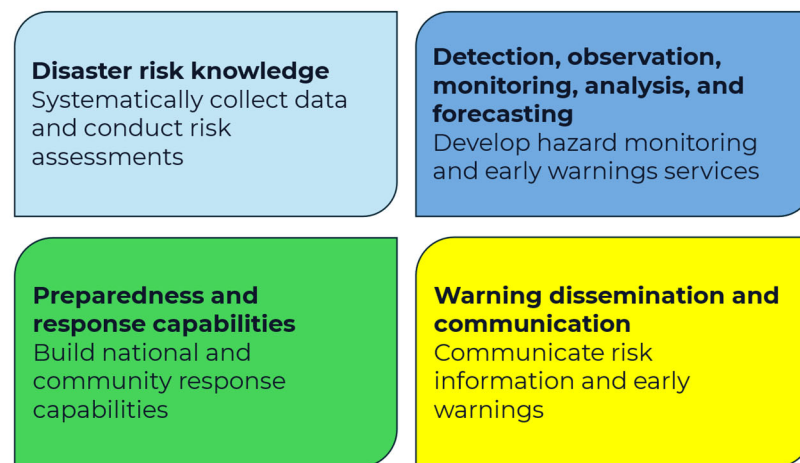 Disaster risk knowledge
Systematically collect data
and conduct risk
assessments
Detection, observation,
monitoring, analysis, and
forecasting
Develop hazard monitoring
and early warnings services
Preparedness and
response capabilities
Build national and
community response
capabilities
Warning dissemination and
communication
Communicate risk
information and early
warnings